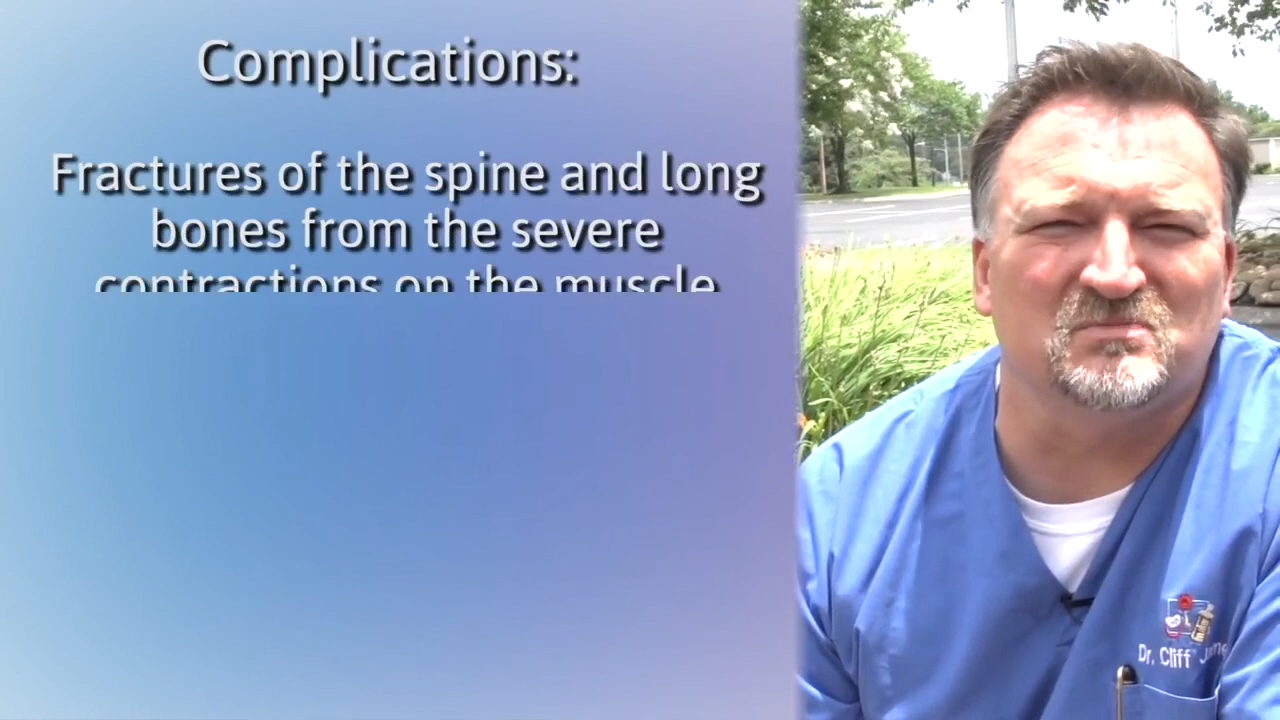 Complications:
Fractures of the spine and long
bones from the severe
contractions on the muscle
Dr. Cliff